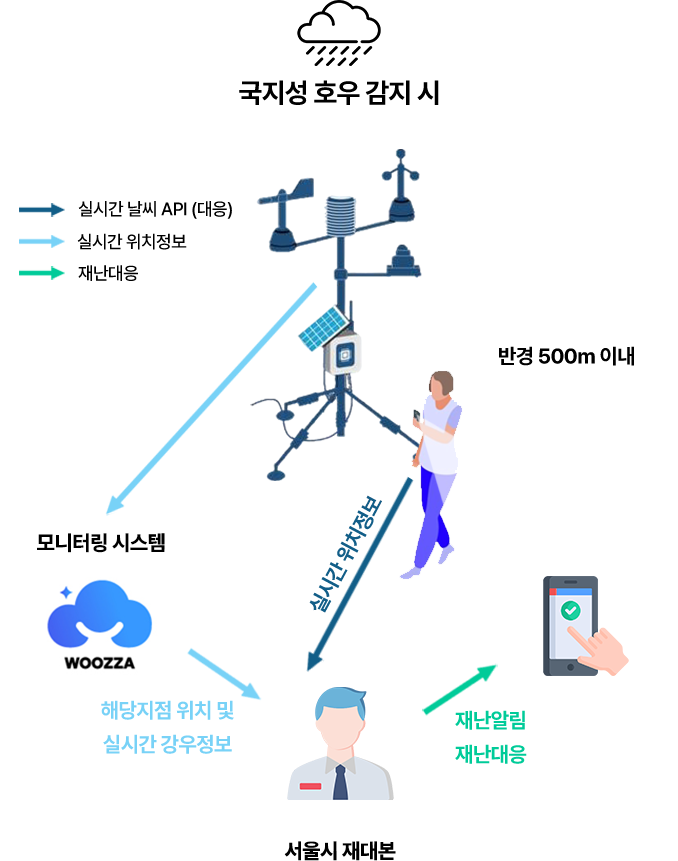 국지성 호우 감지 시
실시간 날씨 API (대응)
실시간 위치정보
재난대응
반경 500m 이내
실시간 위치정보
모니터링 시스템
WOOZZA
해당지점 위치 및
실시간 강우정보
재난알림
재난대응
서울시 재대본